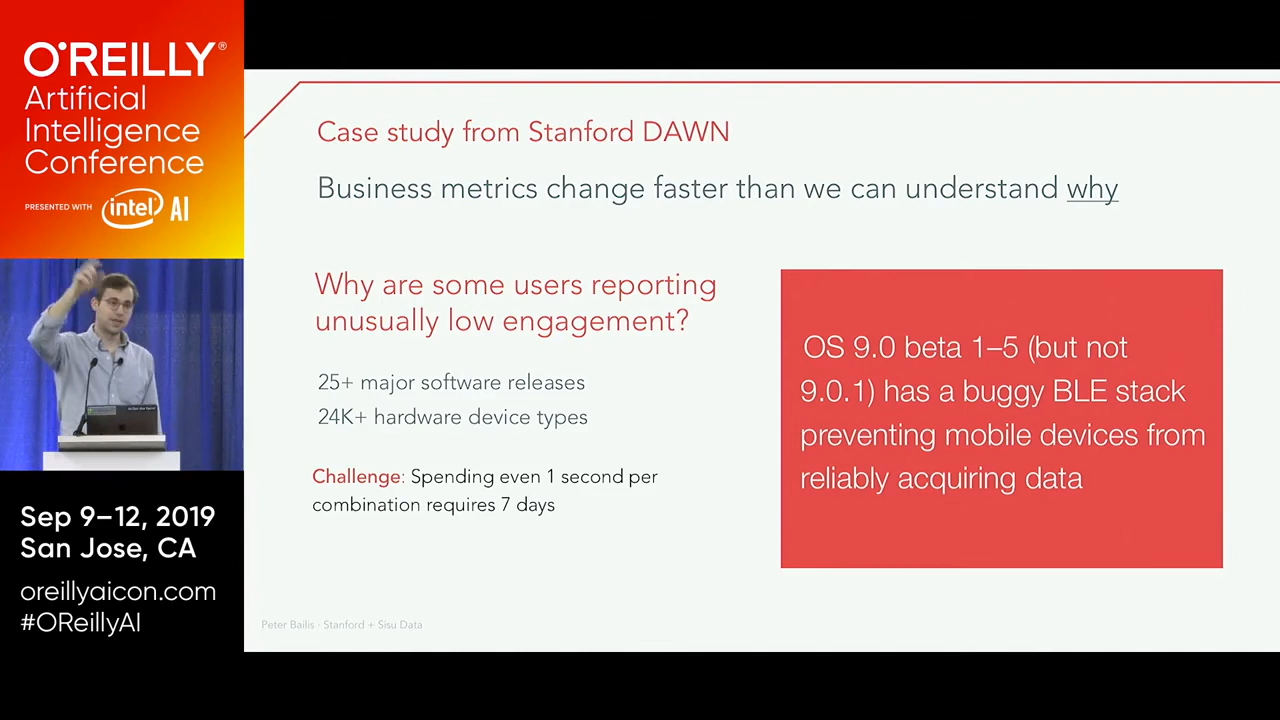 O'REILLY®
Artificial
Intelligence
Conference
PRESENTED WITH intel AI
Sep 9–12, 2019
San Jose, CA
oreillyaicon.com
#OReillyAI
Case study from Stanford DAWN
Business metrics change faster than we can understand why
Why are some users reporting
unusually low engagement?
25+ major software releases
24K+ hardware device types
Challenge: Spending even 1 second per
combination requires 7 days
OS 9.0 beta 1–5 (but not
9.0.1) has a buggy BLE stack
preventing mobile devices from
reliably acquiring data
Peter Bailis · Stanford + Sisu Data